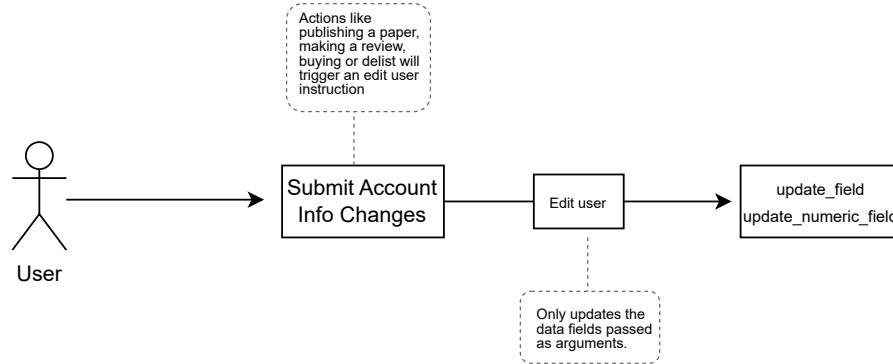 Actions like
publishing a paper,
making a review,
buying or delist will
trigger an edit user
instruction
Submit Account
Info Changes
Edit user
update_field
update_numeric_field
User
Only updates the
data fields passed
as arguments.